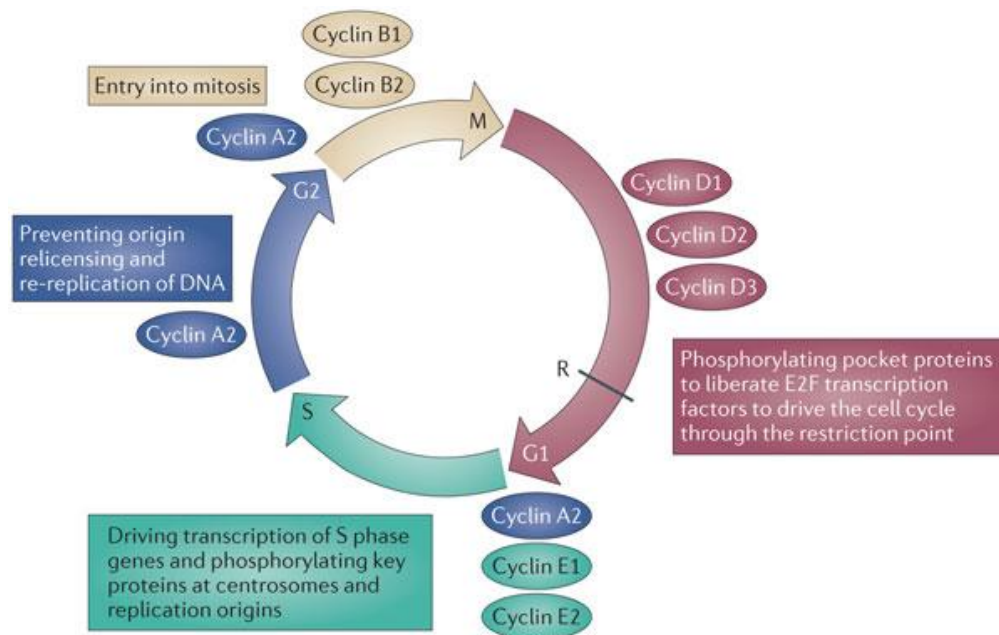 Cyclin B1
Cyclin B2
Entry into mitosis
Cyclin A2
M
G2
Cyclin D1
Cyclin D2
Cyclin D3
Preventing origin
relicensing and
re-replication of DNA
Cyclin A2
R
Phosphorylating pocket proteins
to liberate E2F transcription
factors to drive the cell cycle
through the restriction point
S
G1
Cyclin A2
Cyclin E1
Cyclin E2
Driving transcription of S phase
genes and phosphorylating key
proteins at centrosomes and
replication origins